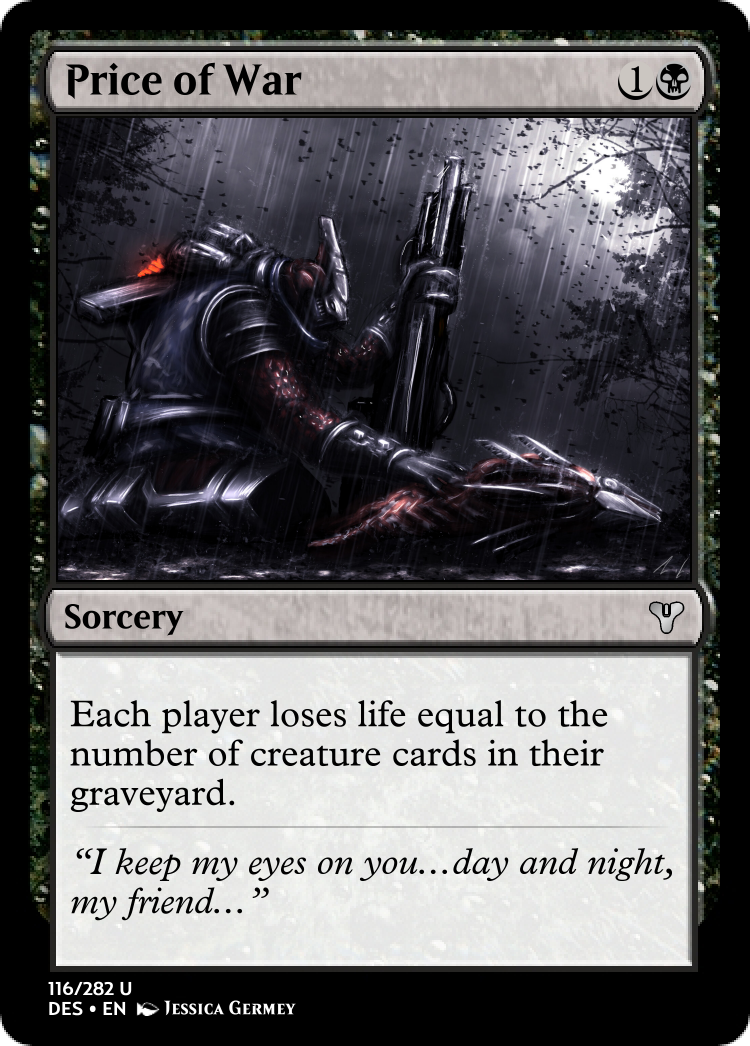 Price of War 1
Sorcery
Each player loses life equal to the
number of creature cards in their
graveyard.
“I keep my eyes on you…day and night,
my friend…”
116/282 U
DES • EN Jessica Germey